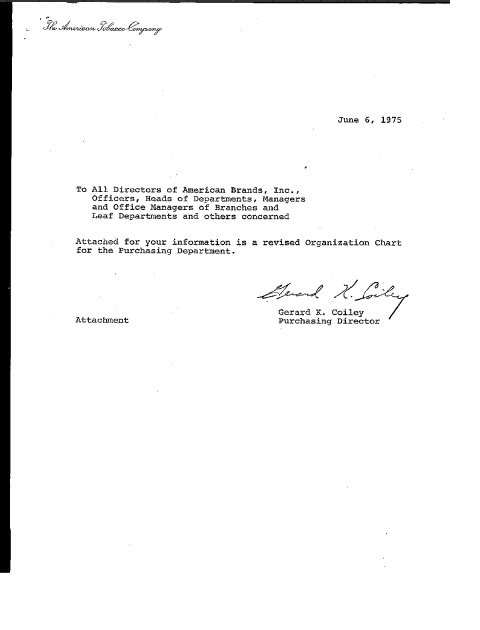 The American Tobacco Company
June 6, 1975
To All Directors of American Brands, Inc.,
Officers, Heads of Departments, Managers
and Office Managers of Branches and
Leaf Departments and others concerned
Attached for your information is a revised Organization Chart
for the Purchasing Department.
Gerard K. Coiley
Gerard K. Coiley
Attachment
Purchasing Director